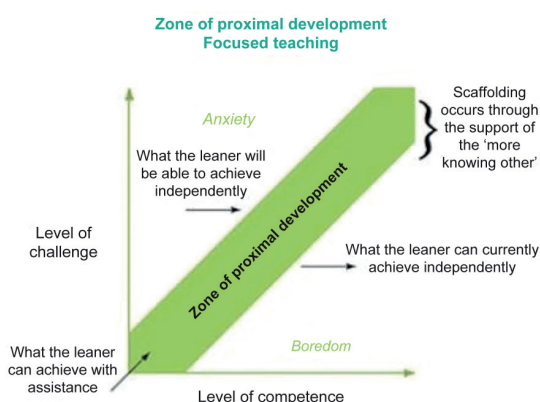 Zone of proximal development
Focused teaching
Anxiety
What the leaner will
be able to achieve
independently
Scaffolding
occurs through
the support of
the ‘more
knowing other’
Level of
challenge
Zone of proximal development
What the leaner can currently
achieve independently
Boredom
What the leaner
can achieve with
assistance
Level of competence